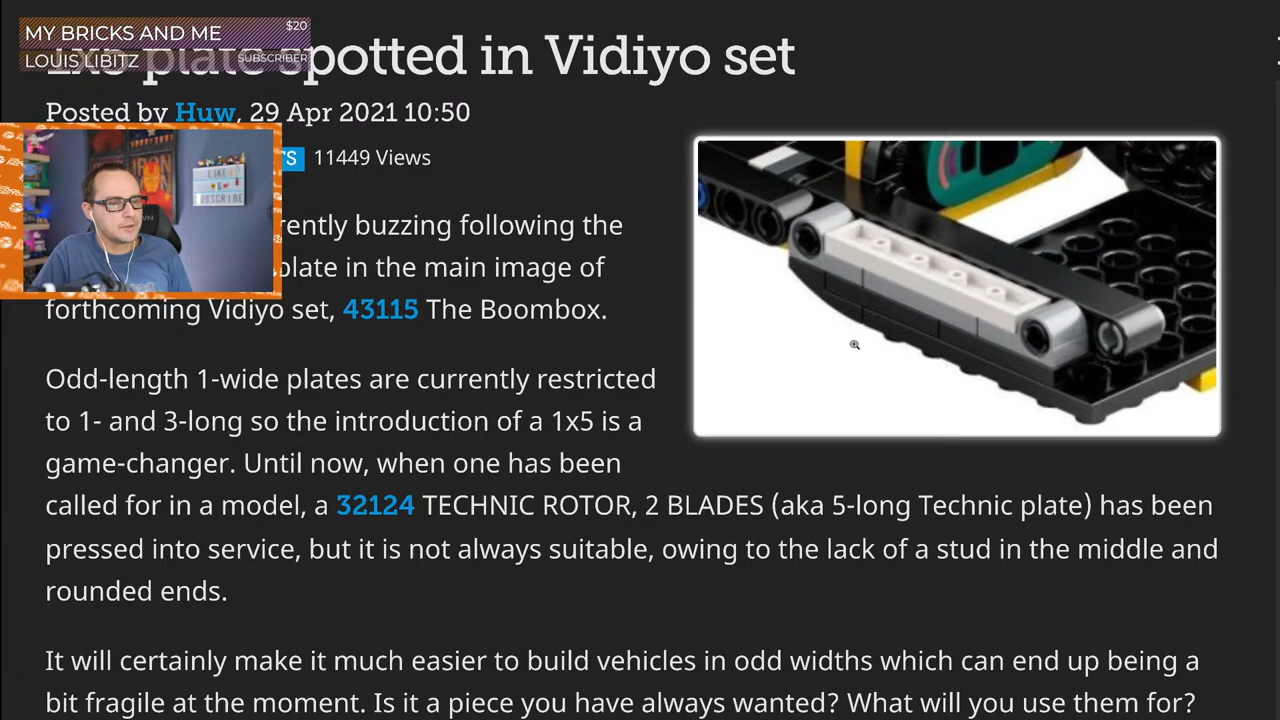 MY BRICKS AND ME
$20
LOUIS LIBITZ
SUBSCRIBER
1x5 plate spotted in Vidiyo set
Posted by Huw, 29 Apr 2021 10:50
TS 11449 Views
LIKE
&
SUBSCRIBE
rently buzzing following the
plate in the main image of
forthcoming Vidiyo set, 43115 The Boombox.
Odd-length 1-wide plates are currently restricted
to 1- and 3-long so the introduction of a 1x5 is a
game-changer. Until now, when one has been
called for in a model, a 32124 TECHNIC ROTOR, 2 BLADES (aka 5-long Technic plate) has been
pressed into service, but it is not always suitable, owing to the lack of a stud in the middle and
rounded ends.
It will certainly make it much easier to build vehicles in odd widths which can end up being a
bit fragile at the moment. Is it a piece you have always wanted? What will you use them for?